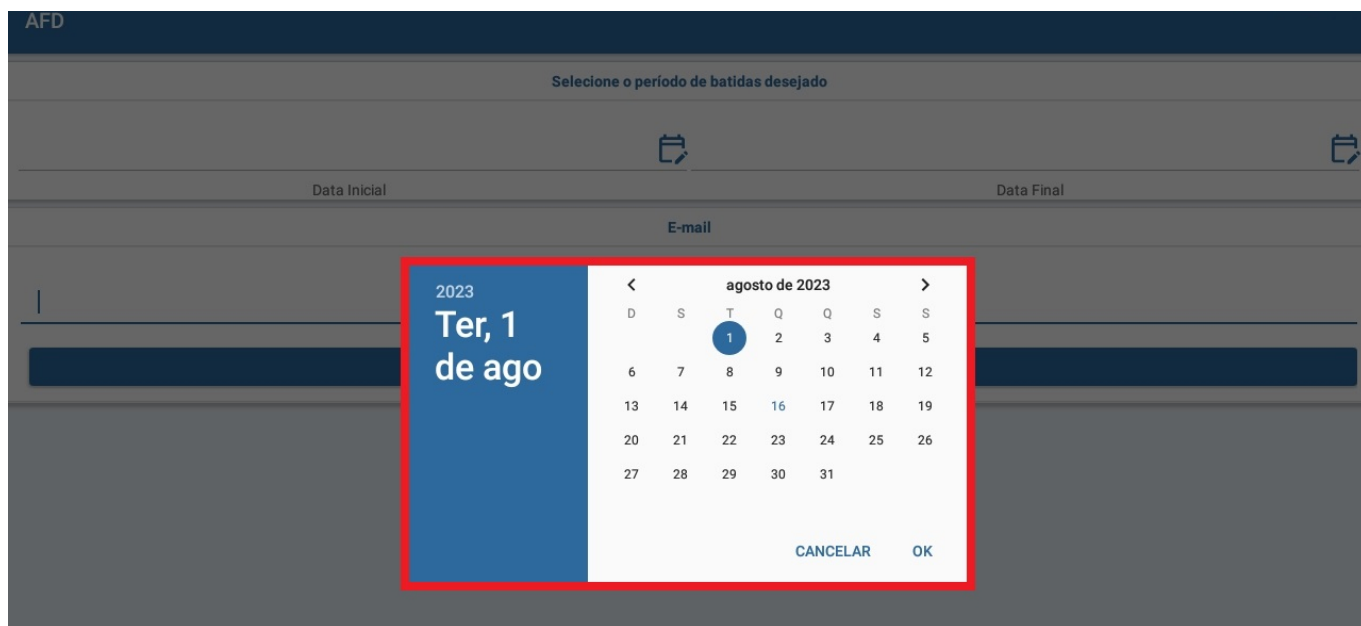 AFD
Selecione o período de batidas desejado
Data Inicial
Data Final
E-mail
2023
Ter, 1
de ago
agosto de 2023
D S T Q Q S S
1 2 3 4 5
6 7 8 9 10 11 12
13 14 15 16 17 18 19
20 21 22 23 24 25 26
27 28 29 30 31
CANCELAR OK